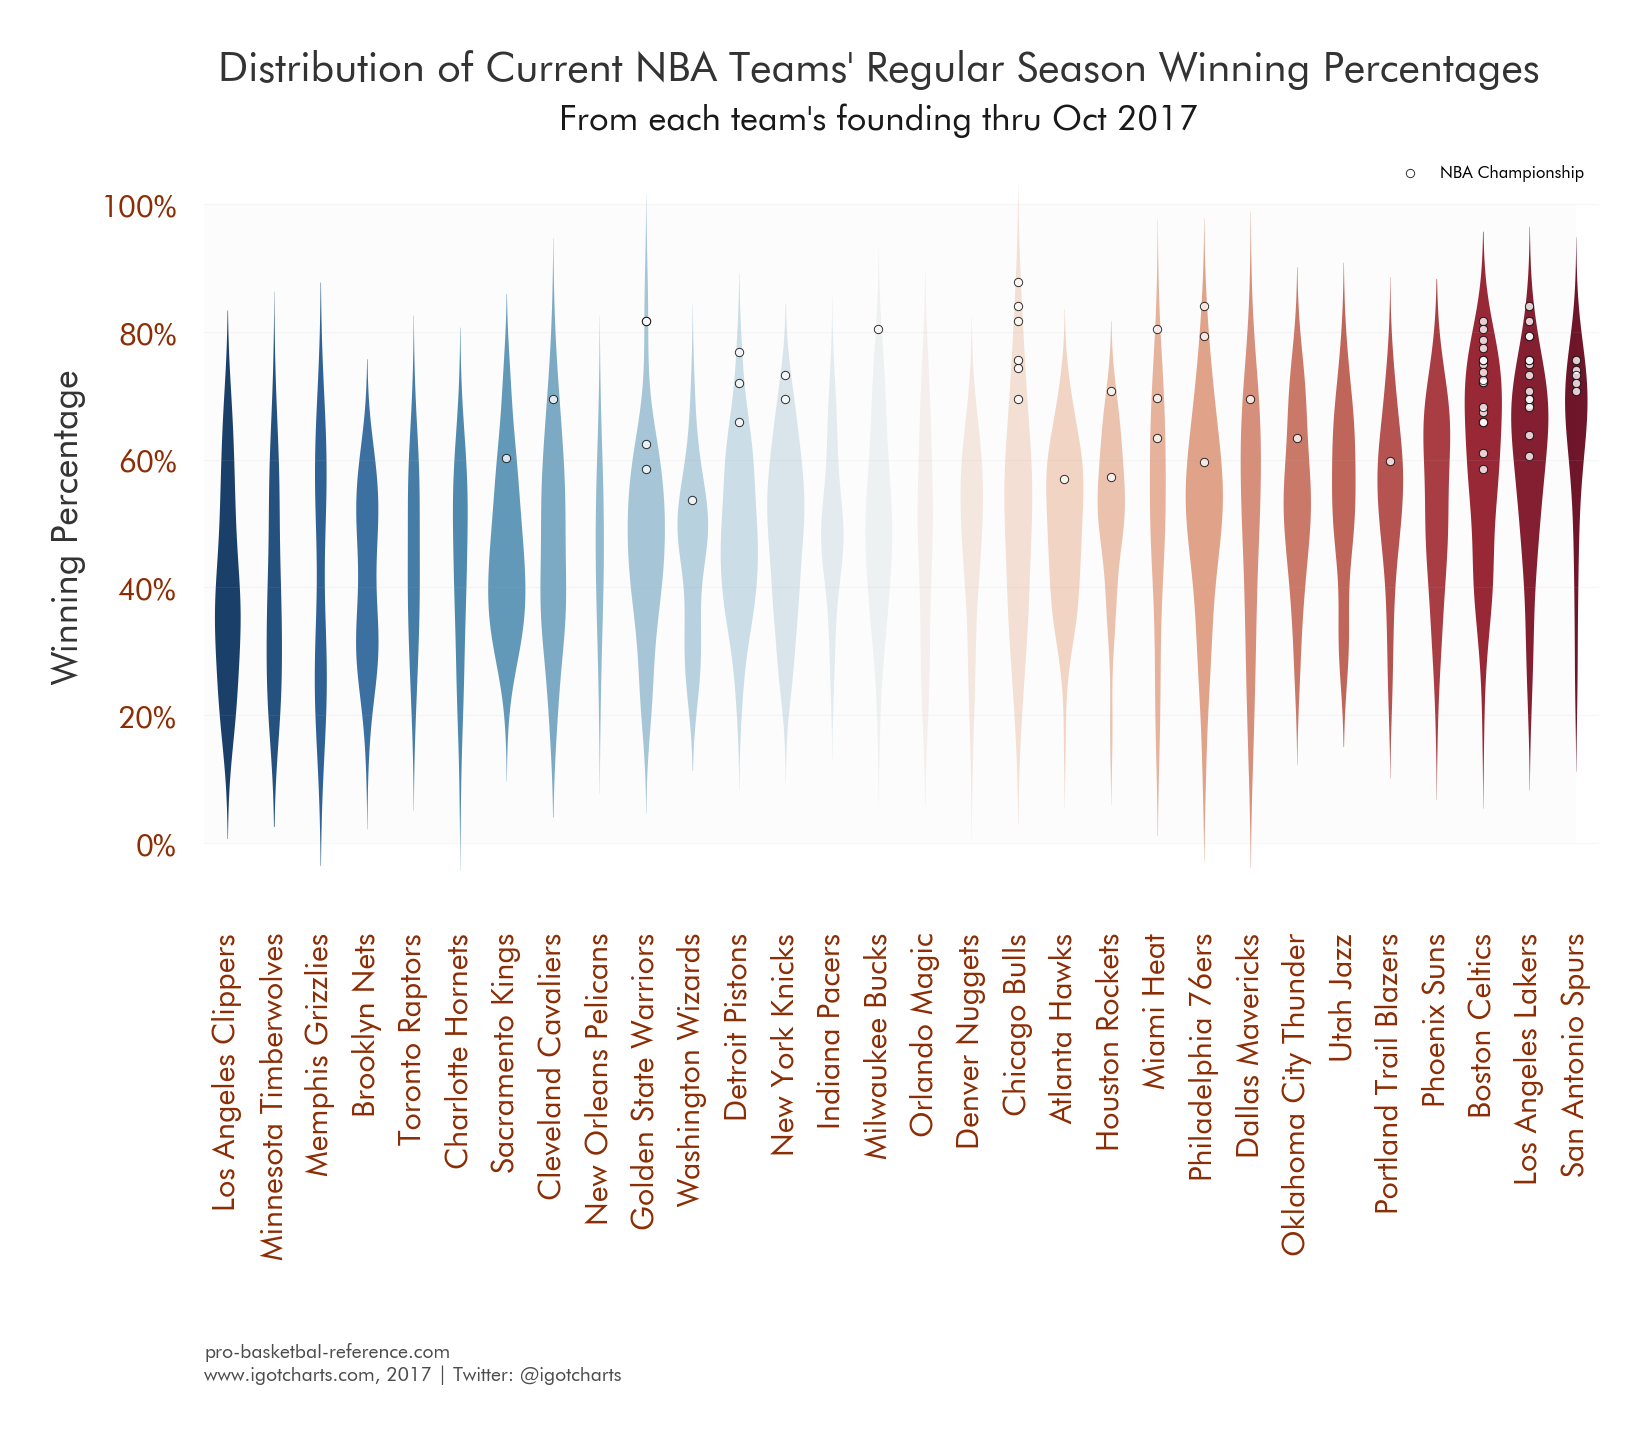 Distribution of Current NBA Teams' Regular Season Winning Percentages
From each team's founding thru Oct 2017
NBA Championship
Winning Percentage
100%
80%
60%
40%
20%
0%
Los Angeles Clippers
Minnesota Timberwolves
Memphis Grizzlies
Brooklyn Nets
Toronto Raptors
Charlotte Hornets
Sacramento Kings
Cleveland Cavaliers
New Orleans Pelicans
Golden State Warriors
Washington Wizards
Detroit Pistons
New York Knicks
Indiana Pacers
Milwaukee Bucks
Orlando Magic
Denver Nuggets
Chicago Bulls
Atlanta Hawks
Houston Rockets
Miami Heat
Philadelphia 76ers
Dallas Mavericks
Oklahoma City Thunder
Utah Jazz
Portland Trail Blazers
Phoenix Suns
Boston Celtics
Los Angeles Lakers
San Antonio Spurs
pro-basketbal-reference.com
www.igotcharts.com, 2017 | Twitter: @igotcharts